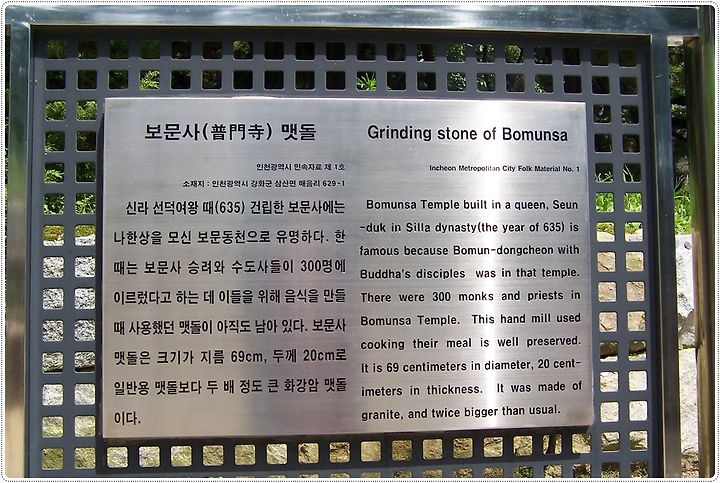 보문사(普門寺) 맷돌
인천광역시 민속자료 제 1호
소재지 : 인천광역시 강화군 삼산면 매음리 629-1
신라 선덕여왕 때(635) 건립한 보문사에는
나한상을 모신 보문동천으로 유명하다. 한
때는 보문사 승려와 수도사들이 300명에
이르렀다고 하는 데 이들을 위해 음식을 만들
때 사용했던 맷돌이 아직도 남아 있다. 보문사
맷돌은 크기가 지름 69cm, 두께 20cm로
일반용 맷돌보다 두 배 정도 큰 화강암 맷돌
이다.
Grinding stone of Bomunsa
Incheon Metropolitan City Folk Material No. 1
Bomunsa Temple built in a queen, Seun
-duk in Silla dynasty(the year of 635) is
famous because Bomun-dongcheon with
Buddha's disciples was in that temple.
There were 300 monks and priests in
Bomunsa Temple. This hand mill used
cooking their meal is well preserved.
It is 69 centimeters in diameter, 20 cent-
imeters in thickness. It was made of
granite, and twice bigger than usual.